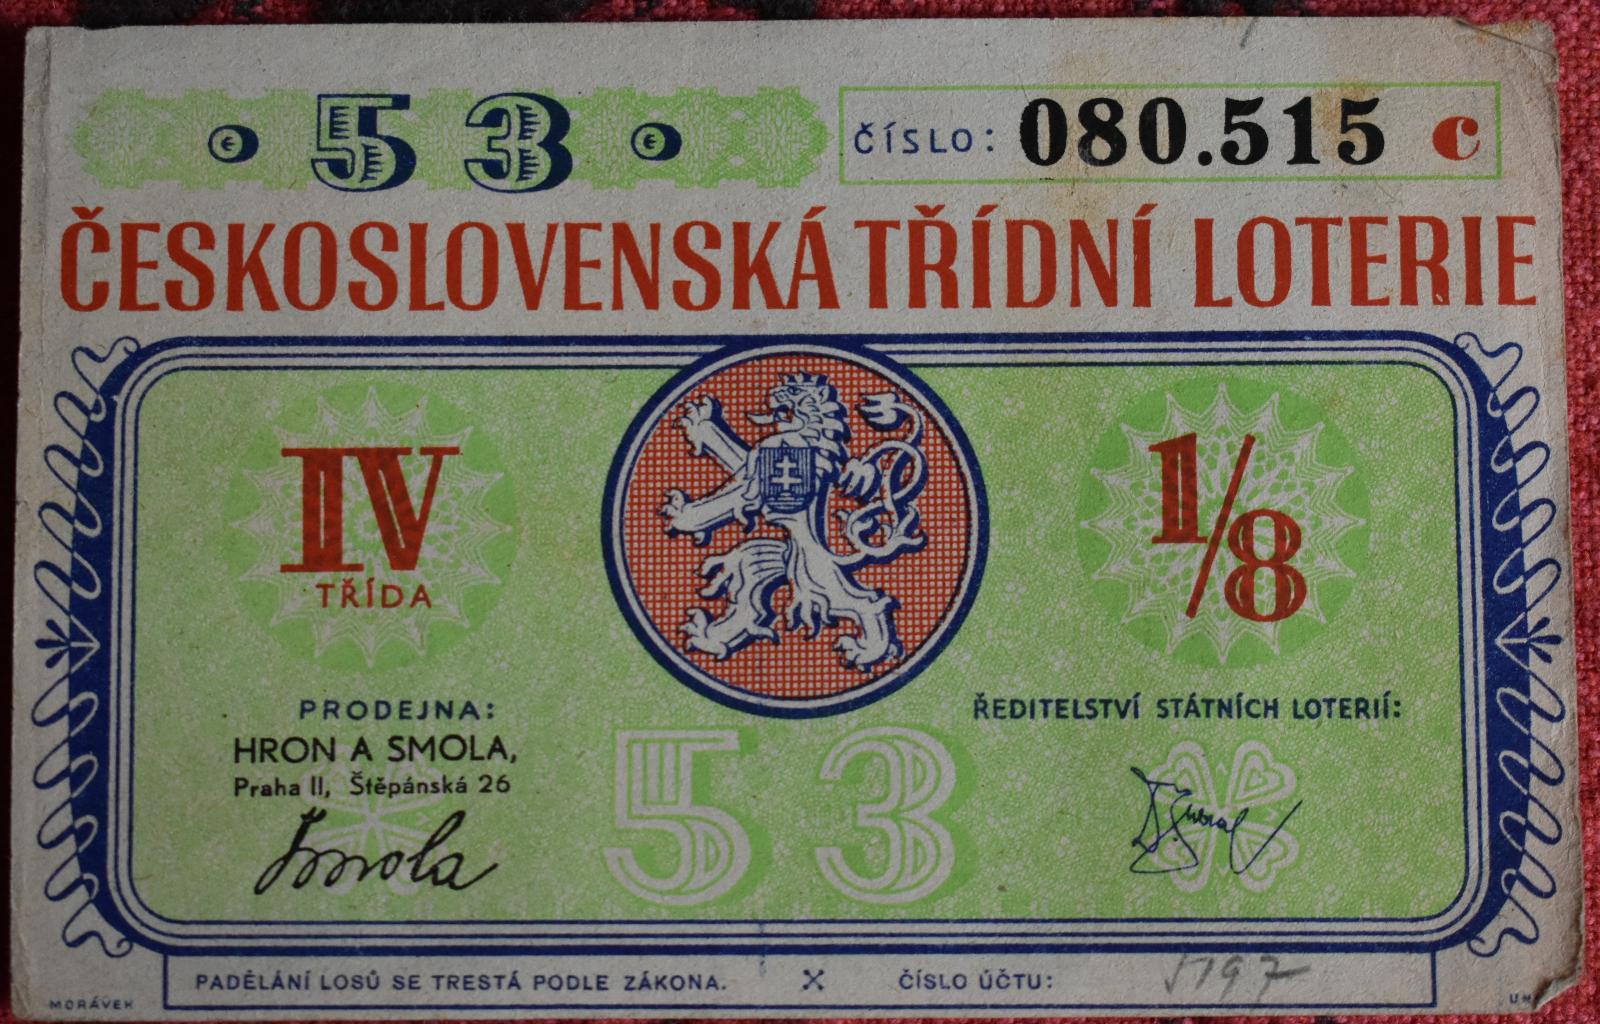 53
ČÍSLO: 080.515 c
ČESKOSLOVENSKÁ TŘÍDNÍ LOTERIE
IV
TŘÍDA
1/8
PRODEJNA:
HRON A SMOLA,
Praha II, Štěpánská 26
Smola
ŘEDITELSTVÍ STÁTNÍCH LOTERIÍ:
53
PADĚLÁNÍ LOSŮ SE TRESTÁ PODLE ZÁKONA. X ČÍSLO ÚČTU: 5197
MORÁVEK